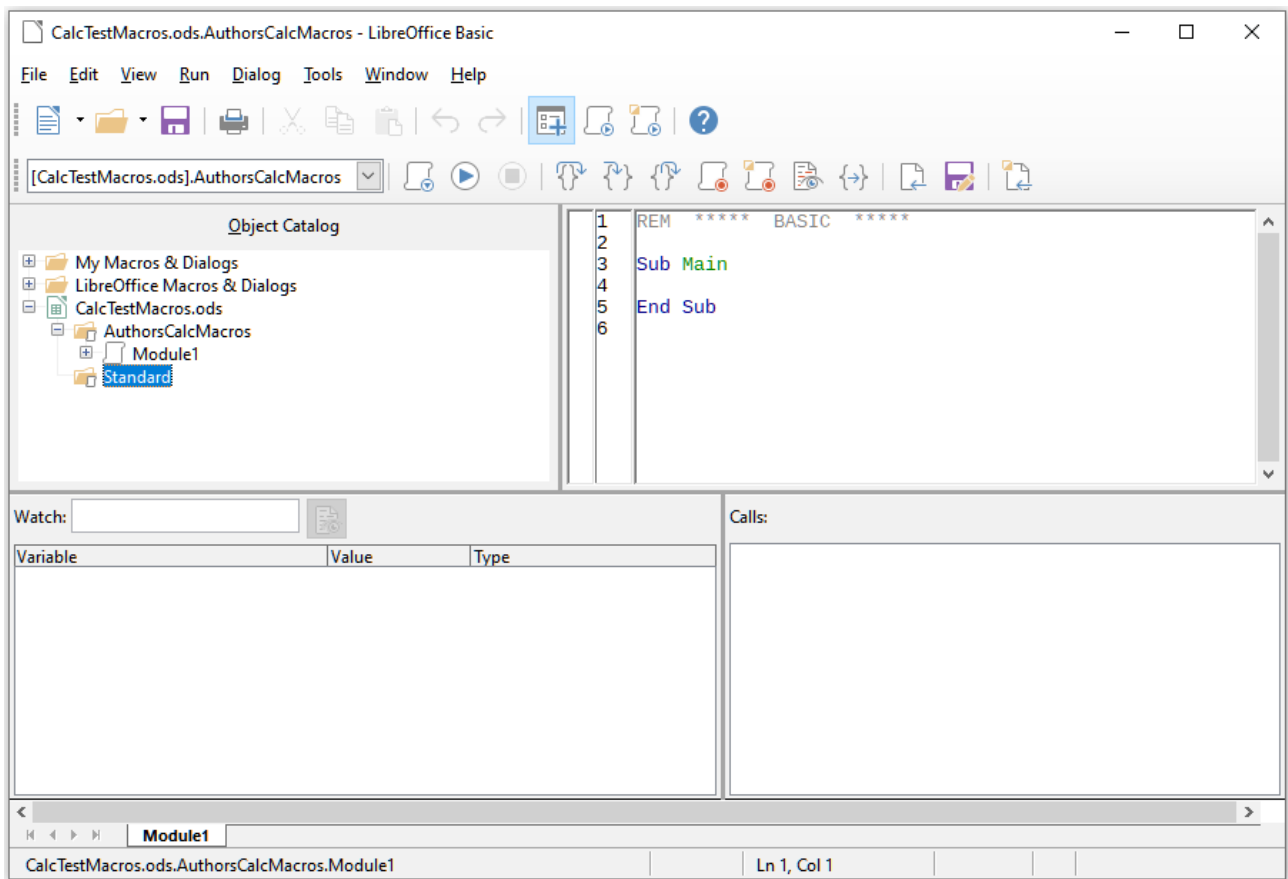 CalcTestMacros.ods.AuthorsCalcMacros - LibreOffice Basic
File Edit View Run Dialog Tools Window Help
[CalcTestMacros.ods].AuthorsCalcMacros
Object Catalog
My Macros & Dialogs
LibreOffice Macros & Dialogs
CalcTestMacros.ods
AuthorsCalcMacros
Module1
Standard
1 REM ***** BASIC *****
2
3 Sub Main
4
5 End Sub
6
Watch:
Variable Value Type
Calls:
Module1
CalcTestMacros.ods.AuthorsCalcMacros.Module1 Ln 1, Col 1